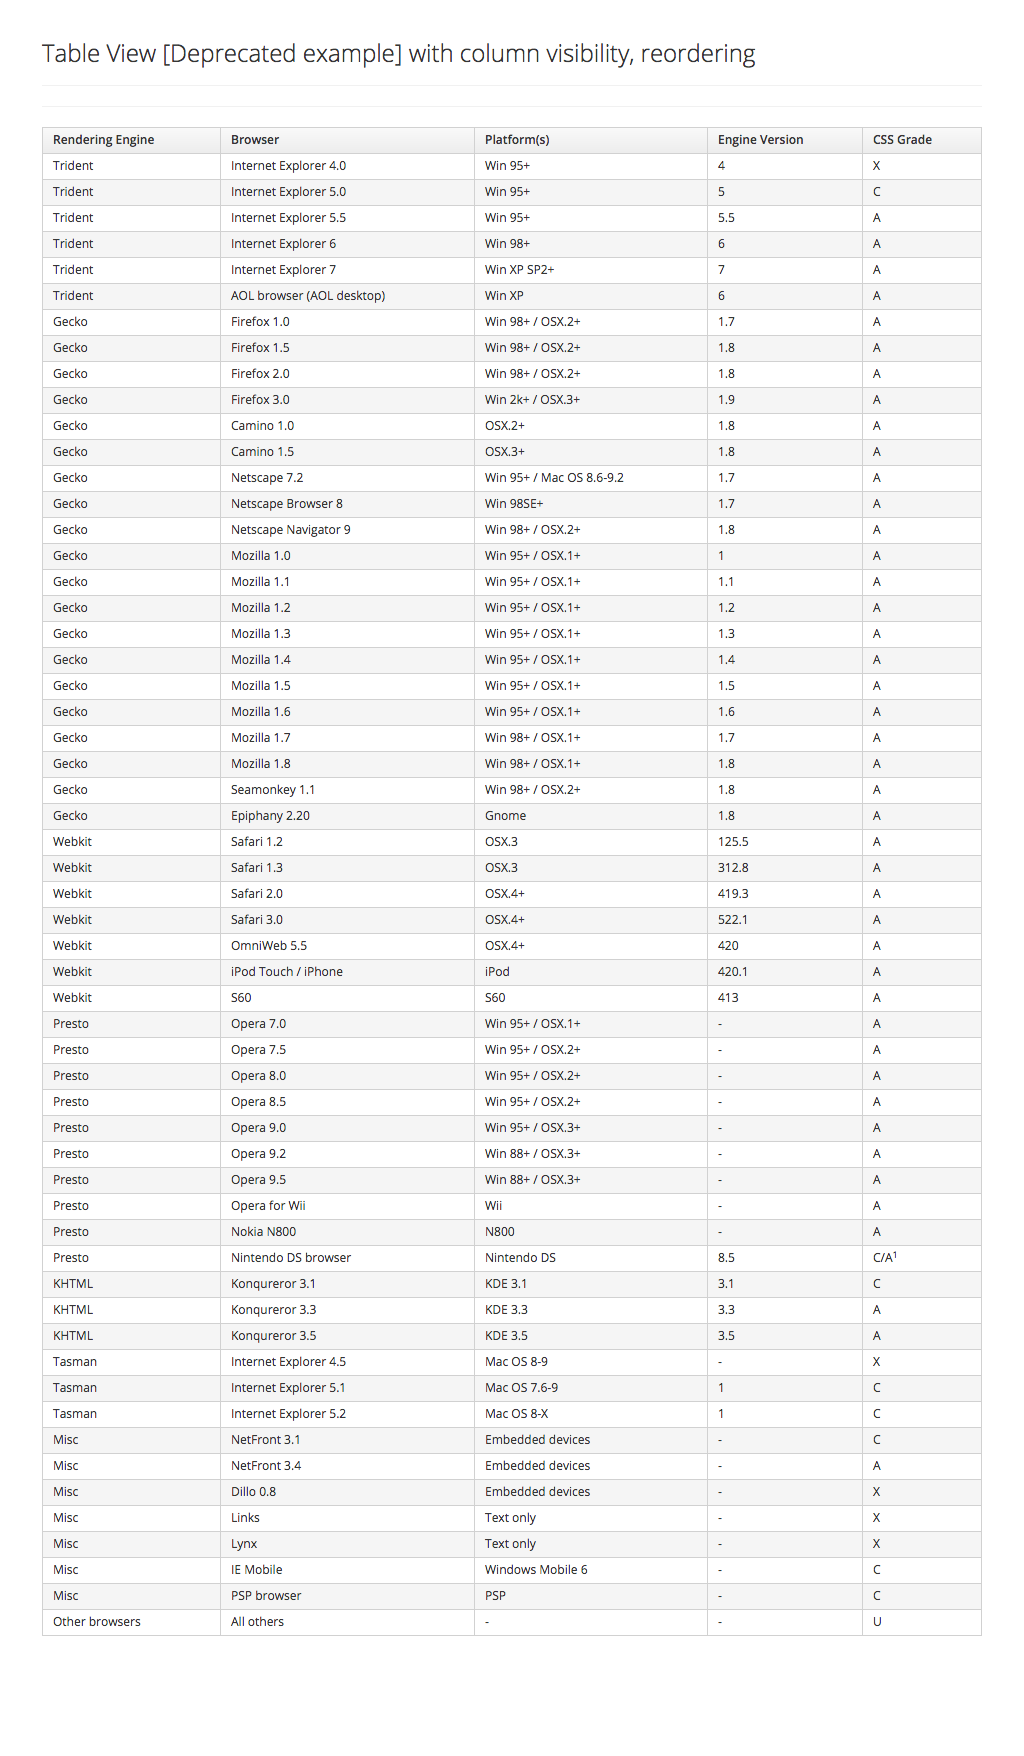 Table View [Deprecated example] with column visibility, reordering
Rendering Engine Browser Platform(s) Engine Version CSS Grade
Trident Internet Explorer 4.0 Win 95+ 4 X
Trident Internet Explorer 5.0 Win 95+ 5 C
Trident Internet Explorer 5.5 Win 95+ 5.5 A
Trident Internet Explorer 6 Win 98+ 6 A
Trident Internet Explorer 7 Win XP SP2+ 7 A
Trident AOL browser (AOL desktop) Win XP 6 A
Gecko Firefox 1.0 Win 98+ / OSX.2+ 1.7 A
Gecko Firefox 1.5 Win 98+ / OSX.2+ 1.8 A
Gecko Firefox 2.0 Win 98+ / OSX.2+ 1.8 A
Gecko Firefox 3.0 Win 2k+ / OSX.3+ 1.9 A
Gecko Camino 1.0 OSX.2+ 1.8 A
Gecko Camino 1.5 OSX.3+ 1.8 A
Gecko Netscape 7.2 Win 95+ / Mac OS 8.6-9.2 1.7 A
Gecko Netscape Browser 8 Win 98SE+ 1.7 A
Gecko Netscape Navigator 9 Win 98+ / OSX.2+ 1.8 A
Gecko Mozilla 1.0 Win 95+ / OSX.1+ 1 A
Gecko Mozilla 1.1 Win 95+ / OSX.1+ 1.1 A
Gecko Mozilla 1.2 Win 95+ / OSX.1+ 1.2 A
Gecko Mozilla 1.3 Win 95+ / OSX.1+ 1.3 A
Gecko Mozilla 1.4 Win 95+ / OSX.1+ 1.4 A
Gecko Mozilla 1.5 Win 95+ / OSX.1+ 1.5 A
Gecko Mozilla 1.6 Win 95+ / OSX.1+ 1.6 A
Gecko Mozilla 1.7 Win 98+ / OSX.1+ 1.7 A
Gecko Mozilla 1.8 Win 98+ / OSX.1+ 1.8 A
Gecko Seamonkey 1.1 Win 98+ / OSX.2+ 1.8 A
Gecko Epiphany 2.20 Gnome 1.8 A
Webkit Safari 1.2 OSX.3 125.5 A
Webkit Safari 1.3 OSX.3 312.8 A
Webkit Safari 2.0 OSX.4+ 419.3 A
Webkit Safari 3.0 OSX.4+ 522.1 A
Webkit OmniWeb 5.5 OSX.4+ 420 A
Webkit iPod Touch / iPhone iPod 420.1 A
Webkit S60 S60 413 A
Presto Opera 7.0 Win 95+ / OSX.1+ - A
Presto Opera 7.5 Win 95+ / OSX.2+ - A
Presto Opera 8.0 Win 95+ / OSX.2+ - A
Presto Opera 8.5 Win 95+ / OSX.2+ - A
Presto Opera 9.0 Win 95+ / OSX.3+ - A
Presto Opera 9.2 Win 88+ / OSX.3+ - A
Presto Opera 9.5 Win 88+ / OSX.3+ - A
Presto Opera for Wii Wii - A
Presto Nokia N800 N800 - A
Presto Nintendo DS browser Nintendo DS 8.5 C/A¹
KHTML Konqureror 3.1 KDE 3.1 3.1 C
KHTML Konqureror 3.3 KDE 3.3 3.3 A
KHTML Konqureror 3.5 KDE 3.5 3.5 A
Tasman Internet Explorer 4.5 Mac OS 8-9 - X
Tasman Internet Explorer 5.1 Mac OS 7.6-9 1 C
Tasman Internet Explorer 5.2 Mac OS 8-X 1 C
Misc NetFront 3.1 Embedded devices - C
Misc NetFront 3.4 Embedded devices - A
Misc Dillo 0.8 Embedded devices - X
Misc Links Text only - X
Misc Lynx Text only - X
Misc IE Mobile Windows Mobile 6 - C
Misc PSP browser PSP - C
Other browsers All others - - U